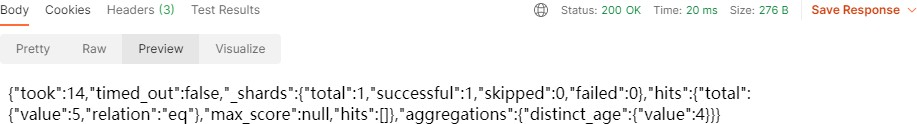 Body Cookies Headers (3) Test Results Status: 200 OK Time: 20 ms Size: 276 B Save Response
Pretty Raw Preview Visualize
{"took":14,"timed_out":false,"_shards":{"total":1,"successful":1,"skipped":0,"failed":0},"hits":{"total":
{"value":5,"relation":"eq"},"max_score":null,"hits":[]},"aggregations":{"distinct_age":{"value":4}}}